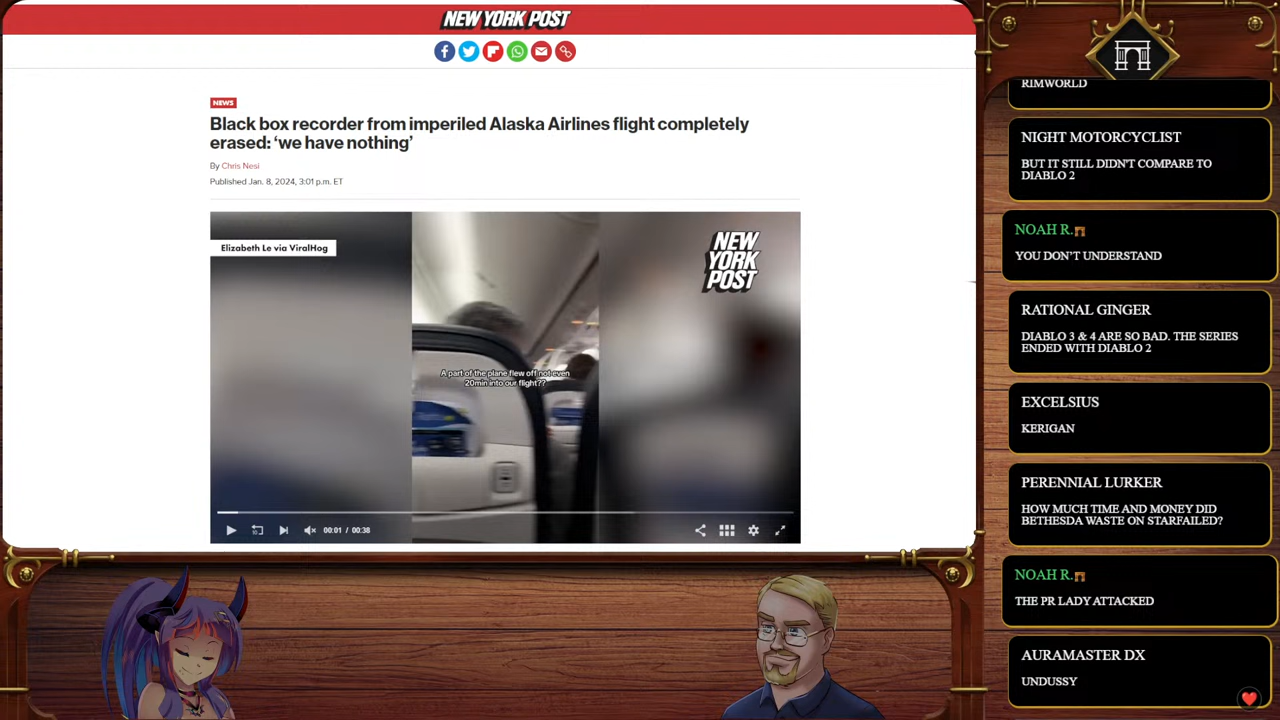 NEW YORK POST
NEWS
Black box recorder from imperiled Alaska Airlines flight completely
erased: ‘we have nothing’
By Chris Nesi
Published Jan. 8, 2024, 3:01 p.m. ET
Elizabeth Le via ViralHog
NEW
YORK
POST
A part of the plane flew off not even
20min into our flight??
10
00:01 / 00:38
RIMWORLD
NIGHT MOTORCYCLIST
BUT IT STILL DIDN'T COMPARE TO
DIABLO 2
NOAH R.
YOU DON’T UNDERSTAND
RATIONAL GINGER
DIABLO 3 & 4 ARE SO BAD. THE SERIES
ENDED WITH DIABLO 2
EXCELSIUS
KERIGAN
PERENNIAL LURKER
HOW MUCH TIME AND MONEY DID
BETHESDA WASTE ON STARFAILED?
NOAH R.
THE PR LADY ATTACKED
AURAMASTER DX
UNDUSSY